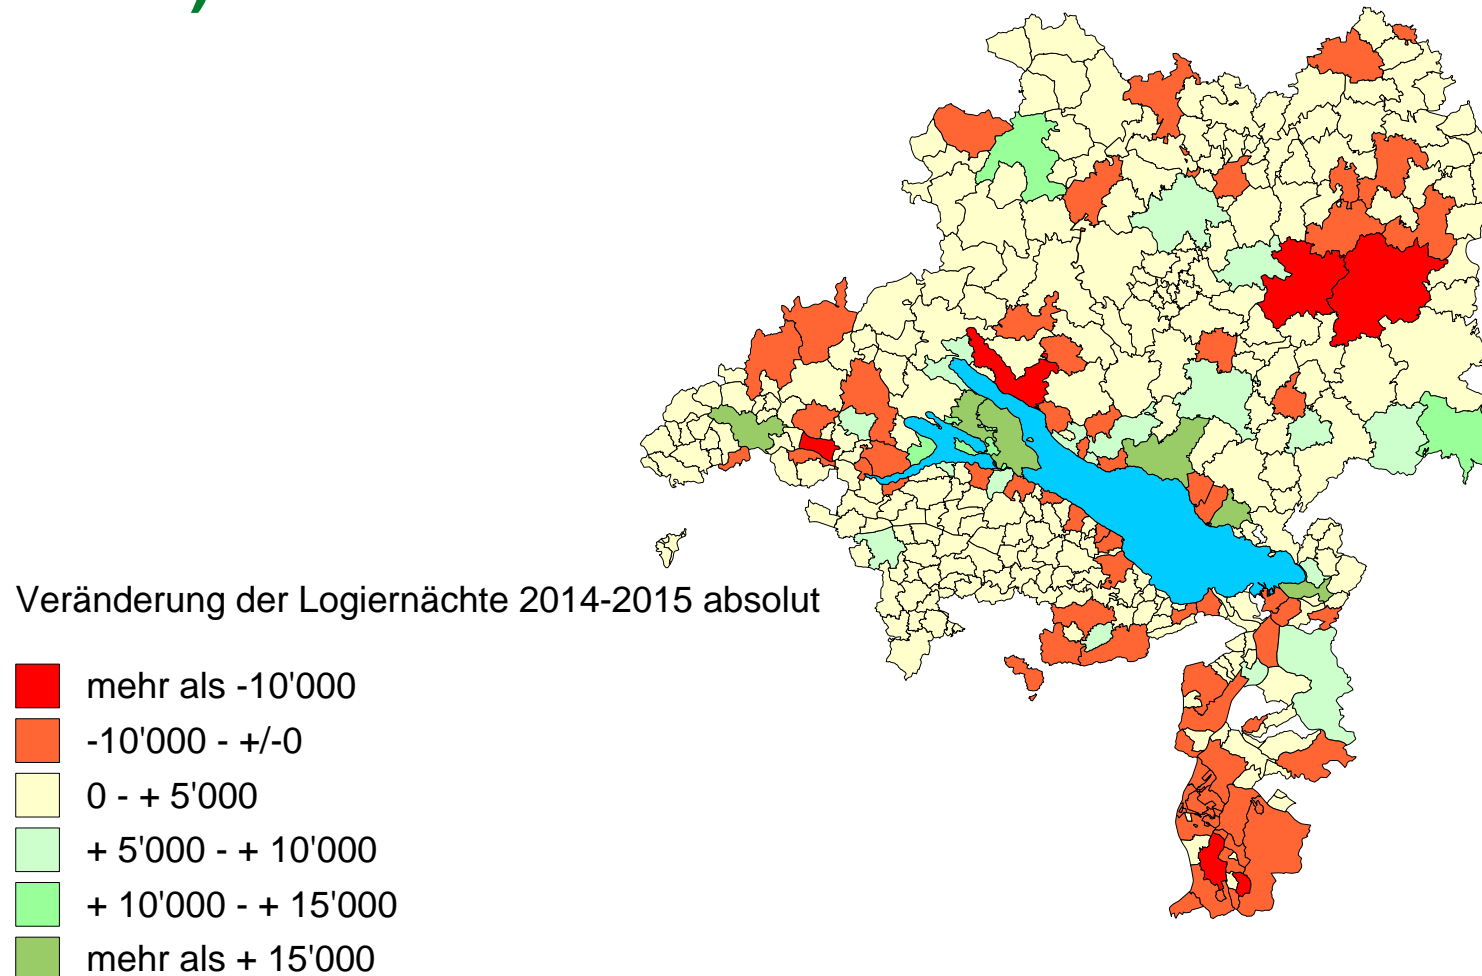 Veränderung der Logiernächte 2014-2015 absolut
mehr als -10'000
-10'000 - +/-0
0 - + 5'000
+ 5'000 - + 10'000
+ 10'000 - + 15'000
mehr als + 15'000